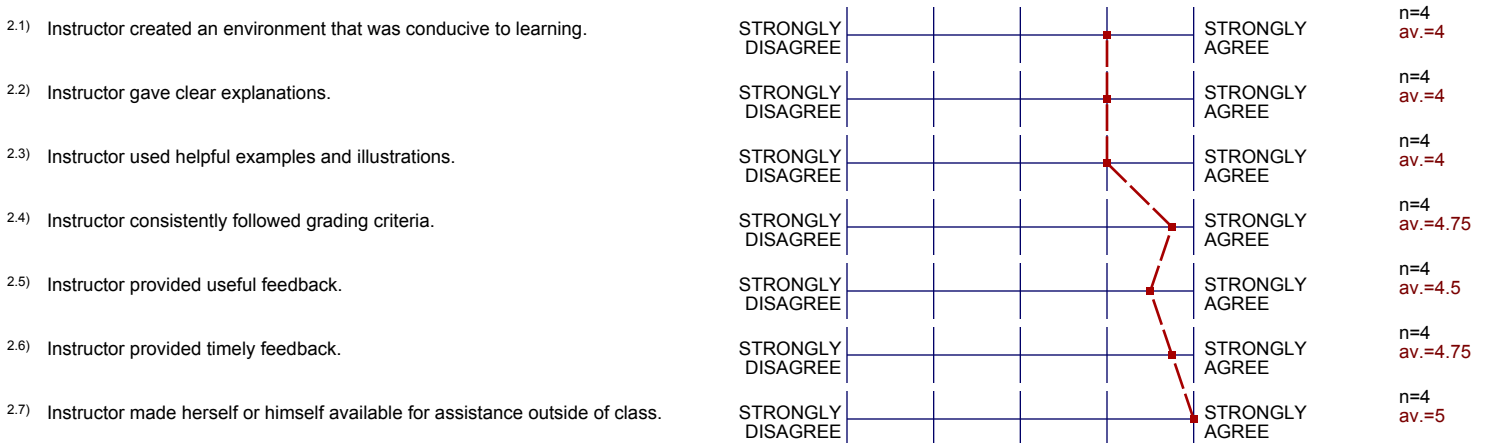 2.1) Instructor created an environment that was conducive to learning. STRONGLY DISAGREE STRONGLY AGREE n=4 av.=4
2.2) Instructor gave clear explanations. STRONGLY DISAGREE STRONGLY AGREE n=4 av.=4
2.3) Instructor used helpful examples and illustrations. STRONGLY DISAGREE STRONGLY AGREE n=4 av.=4
2.4) Instructor consistently followed grading criteria. STRONGLY DISAGREE STRONGLY AGREE n=4 av.=4.75
2.5) Instructor provided useful feedback. STRONGLY DISAGREE STRONGLY AGREE n=4 av.=4.5
2.6) Instructor provided timely feedback. STRONGLY DISAGREE STRONGLY AGREE n=4 av.=4.75
2.7) Instructor made herself or himself available for assistance outside of class. STRONGLY DISAGREE STRONGLY AGREE n=4 av.=5